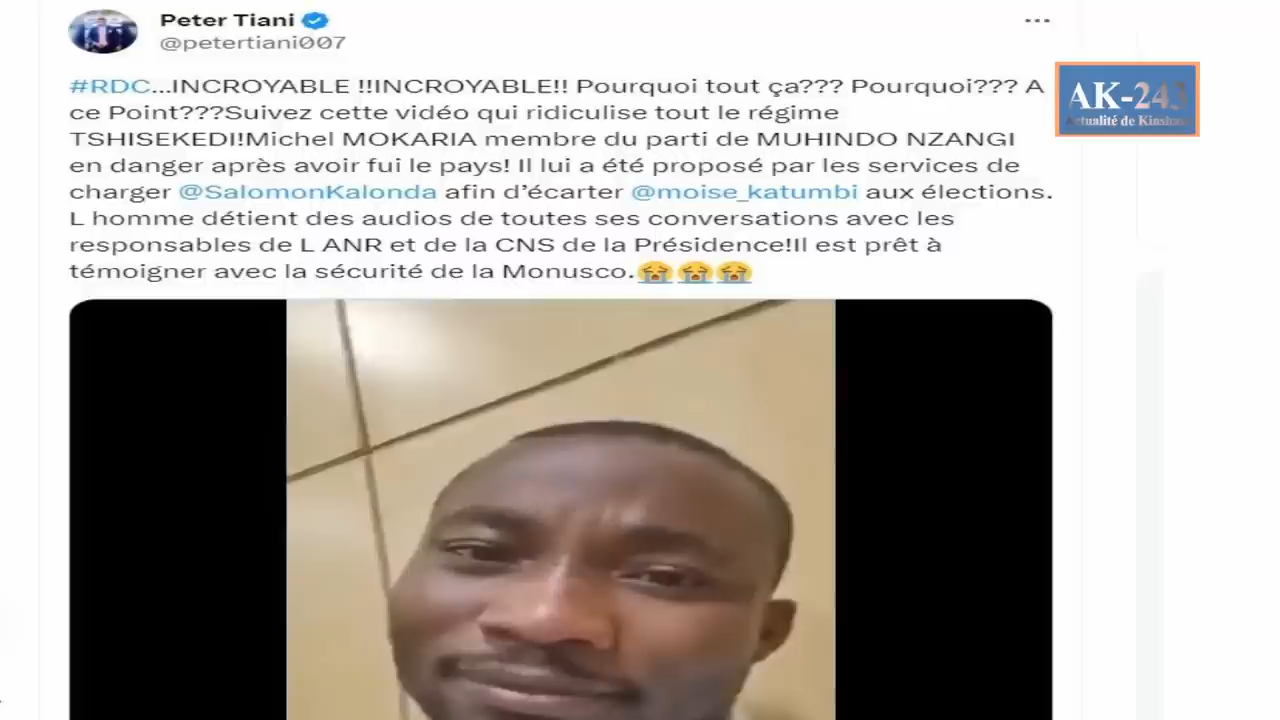 Peter Tiani
@petertiani007
#RDC...INCROYABLE !!INCROYABLE!! Pourquoi tout ça??? Pourquoi??? A
ce Point???Suivez cette vidéo qui ridiculise tout le régime
TSHISEKEDI!Michel MOKARIA membre du parti de MUHINDO NZANGI
en danger après avoir fui le pays! Il lui a été proposé par les services de
charger @SalomonKalonda afin d’écarter @moise_katumbi aux élections.
L homme détient des audios de toutes ses conversations avec les
responsables de L ANR et de la CNS de la Présidence!Il est prêt à
témoigner avec la sécurité de la Monusco.😭😭😭
AK-243
Actualité de Kinshasa